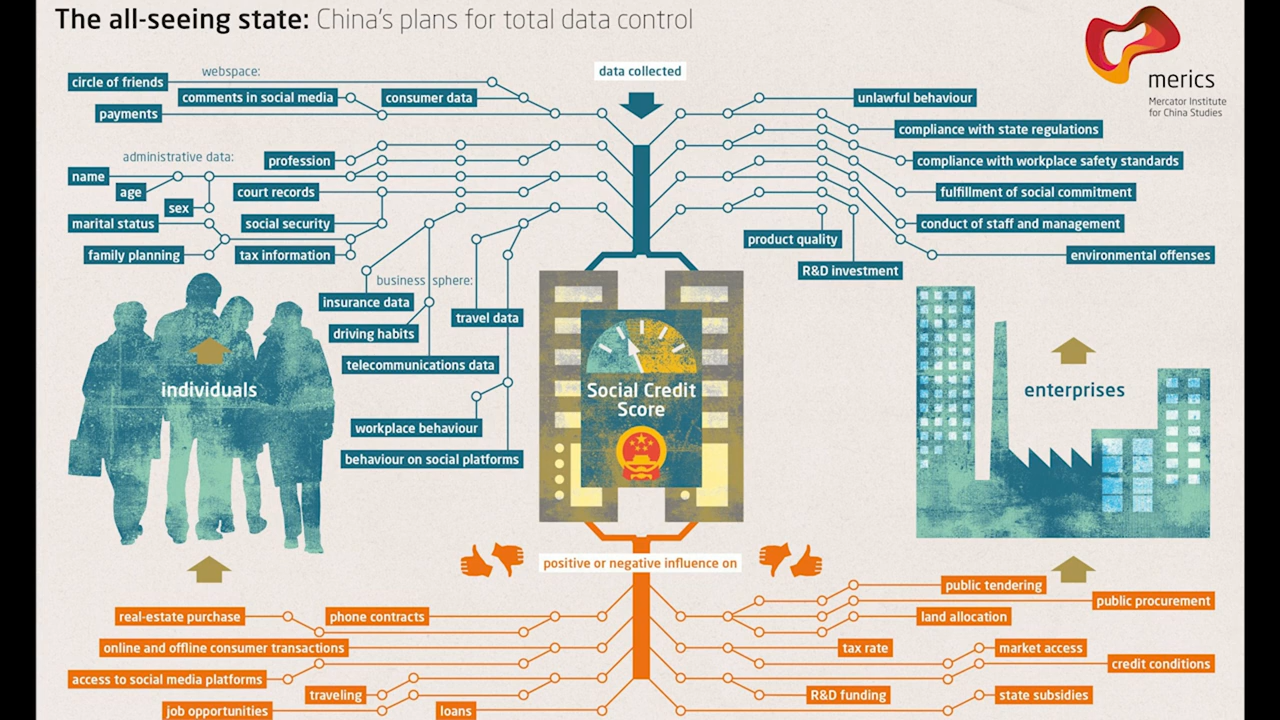 The all-seeing state: China's plans for total data control
merics
Mercator Institute
for China Studies
data collected
webspace:
circle of friends
comments in social media
consumer data
payments
administrative data:
profession
name
age
court records
sex
marital status
social security
family planning
tax information
business sphere:
insurance data
travel data
driving habits
telecommunications data
workplace behaviour
behaviour on social platforms
unlawful behaviour
compliance with state regulations
compliance with workplace safety standards
fulfillment of social commitment
conduct of staff and management
product quality
environmental offenses
R&D investment
individuals
Social Credit
Score
enterprises
positive or negative influence on
real-estate purchase
phone contracts
online and offline consumer transactions
access to social media platforms
traveling
job opportunities
loans
public tendering
public procurement
land allocation
tax rate
market access
credit conditions
R&D funding
state subsidies